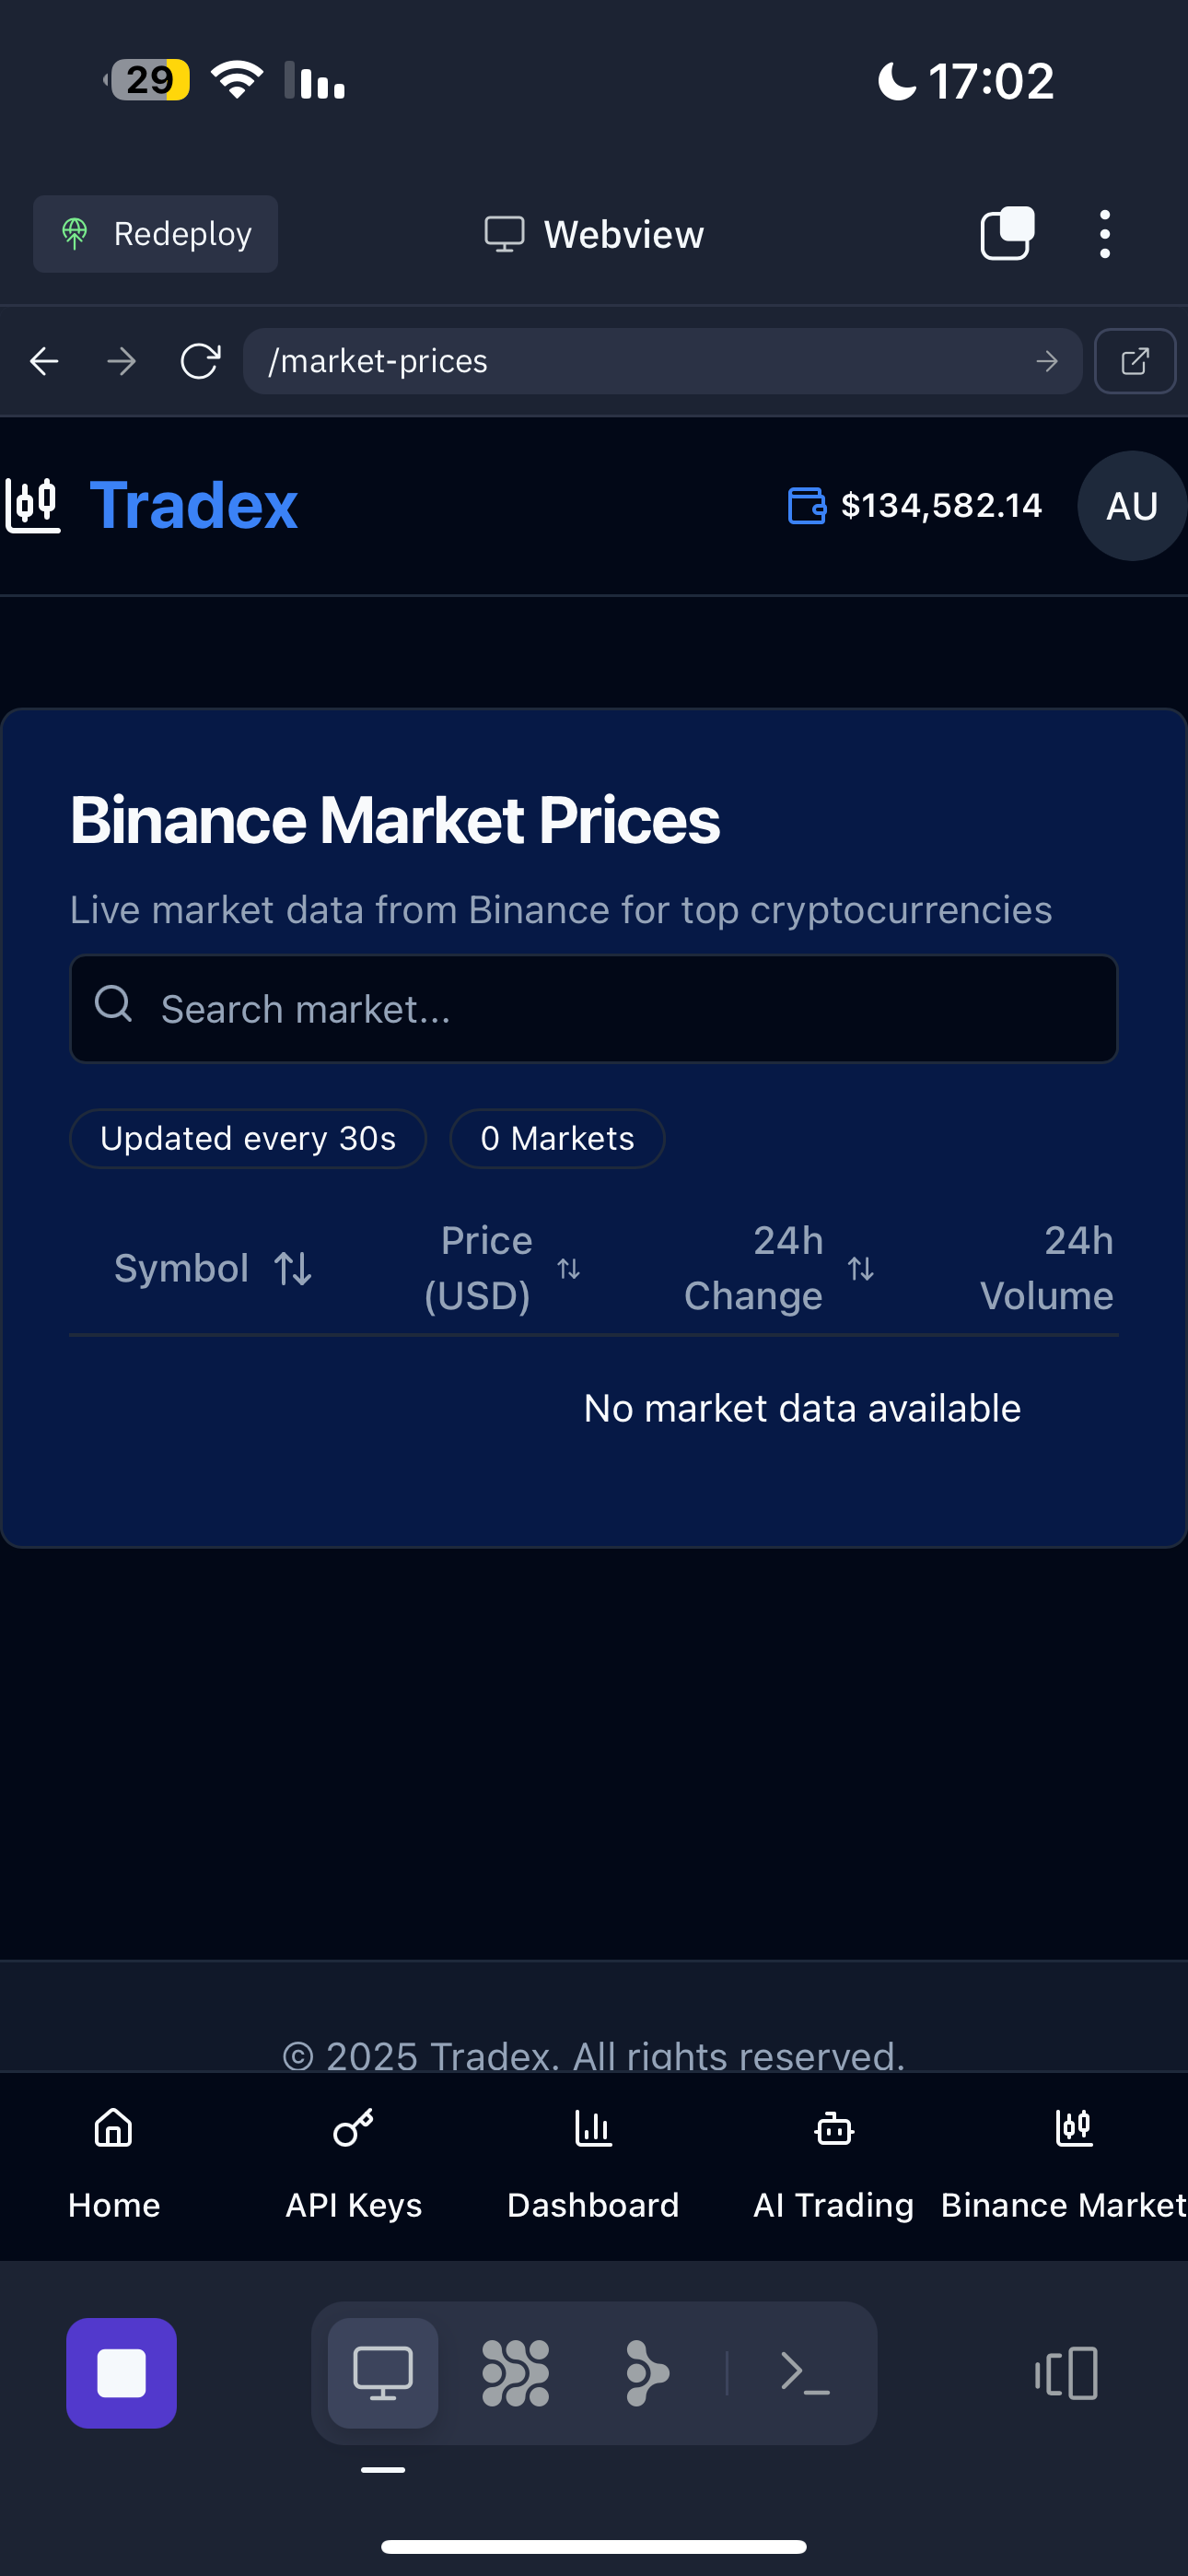 29
17:02
Redeploy
Webview
/market-prices
Tradex
$134,582.14
AU
Binance Market Prices
Live market data from Binance for top cryptocurrencies
Search market...
Updated every 30s
0 Markets
Symbol
Price (USD)
24h Change
24h Volume
No market data available
© 2025 Tradex. All rights reserved.
Home
API Keys
Dashboard
AI Trading
Binance Market